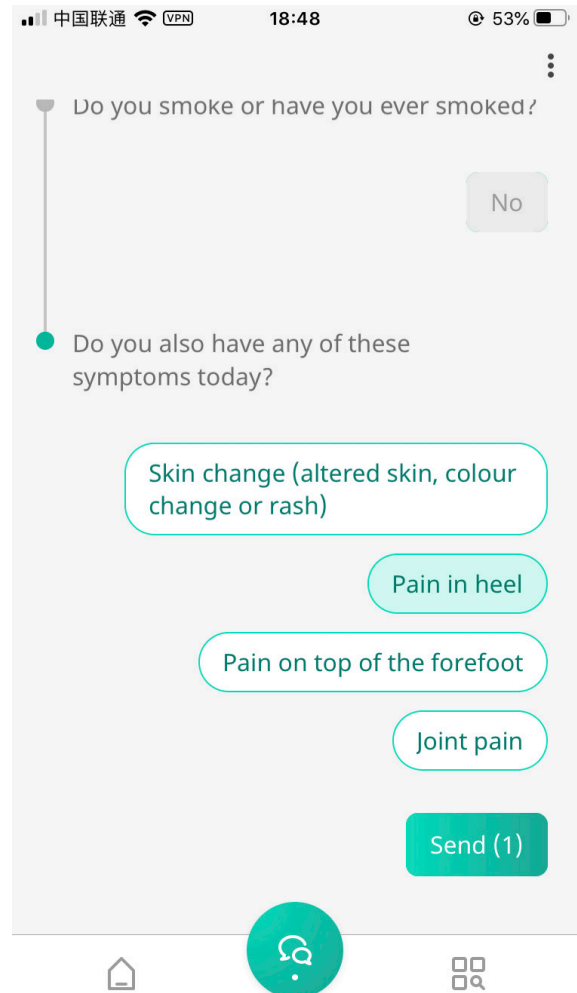 中国联通 VPN 18:48 53%
Do you smoke or have you ever smoked?
No
Do you also have any of these
symptoms today?
Skin change (altered skin, colour
change or rash)
Pain in heel
Pain on top of the forefoot
Joint pain
Send (1)